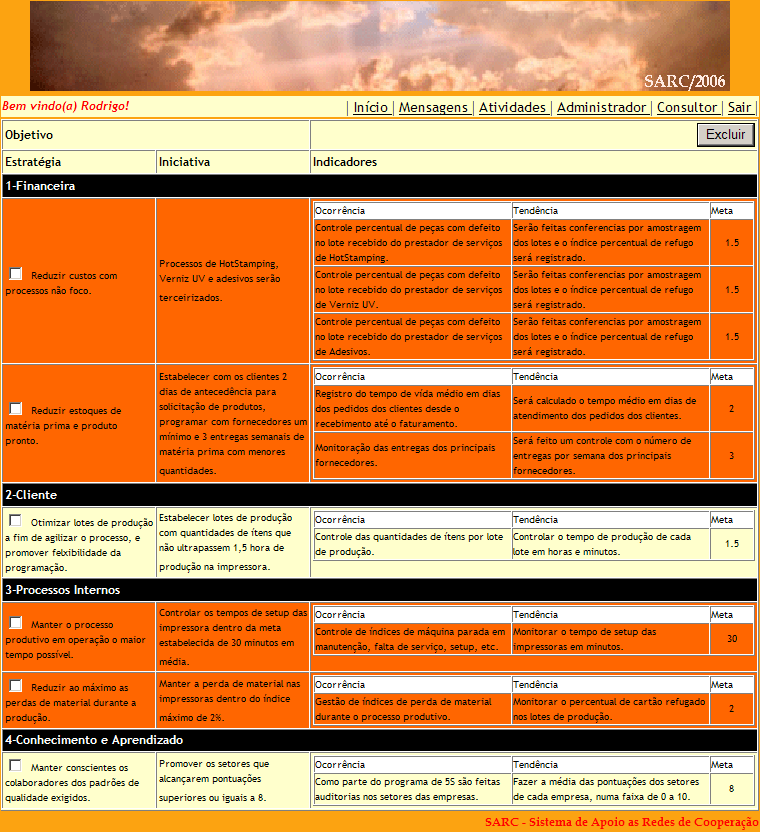 SARC/2006
Bem vindo(a) Rodrigo!
| Início | Mensagens | Atividades | Administrador | Consultor | Sair |
Objetivo
Excluir
Estratégia
Iniciativa
Indicadores
1-Financeira
Reduzir custos com
processos não foco.
Processos de HotStamping,
Verniz UV e adesivos serão
terceirizados.
Ocorrência
Tendência
Meta
Controle percentual de peças com defeito
no lote recebido do prestador de serviços
de HotStamping.
Serão feitas conferencias por amostragem
dos lotes e o índice percentual de refugo
será registrado.
1.5
Controle percentual de peças com defeito
no lote recebido do prestador de serviços
de Verniz UV.
Serão feitas conferencias por amostragem
dos lotes e o índice percentual de refugo
será registrado.
1.5
Controle percentual de peças com defeito
no lote recebido do prestador de serviços
de Adesivos.
Serão feitas conferencias por amostragem
dos lotes e o índice percentual de refugo
será registrado.
1.5
Reduzir estoques de
matéria prima e produto
pronto.
Estabelecer com os clientes 2
dias de antecedência para
solicitação de produtos,
programar com fornecedores um
mínimo e 3 entregas semanais de
matéria prima com menores
quantidades.
Ocorrência
Tendência
Meta
Registro do tempo de vida médio em dias
dos pedidos dos clientes desde o
recebimento até o faturamento.
Será calculado o tempo médio em dias de
atendimento dos pedidos dos clientes.
2
Monitoração das entregas dos principais
fornecedores.
Será feito um controle com o número de
entregas por semana dos principais
fornecedores.
3
2-Cliente
Otimizar lotes de produção
a fim de agilizar o processo, e
promover felxibilidade da
programação.
Estabelecer lotes de produção
com quantidades de ítens que
não ultrapassem 1,5 hora de
produção na impressora.
Ocorrência
Tendência
Meta
Controle das quantidades de ítens por lote
de produção.
Controlar o tempo de produção de cada
lote em horas e minutos.
1.5
3-Processos Internos
Manter o processo
produtivo em operação o maior
tempo possível.
Controlar os tempos de setup das
impressora dentro da meta
estabelecida de 30 minutos em
média.
Ocorrência
Tendência
Meta
Controle de índices de máquina parada em
manutenção, falta de serviço, setup, etc.
Monitorar o tempo de setup das
impressoras em minutos.
30
Reduzir ao máximo as
perdas de material durante a
produção.
Manter a perda de material nas
impressoras dentro do índice
máximo de 2%.
Ocorrência
Tendência
Meta
Gestão de índices de perda de material
durante o processo produtivo.
Monitorar o percentual de cartão refugado
nos lotes de produção.
2
4-Conhecimento e Aprendizado
Manter conscientes os
colaboradores dos padrões de
qualidade exigidos.
Promover os setores que
alcançarem pontuações
superiores ou iguais a 8.
Ocorrência
Tendência
Meta
Como parte do programa de 5S são feitas
auditorias nos setores das empresas.
Fazer a média das pontuações dos setores
de cada empresa, numa faixa de 0 a 10.
8
SARC - Sistema de Apoio as Redes de Cooperação